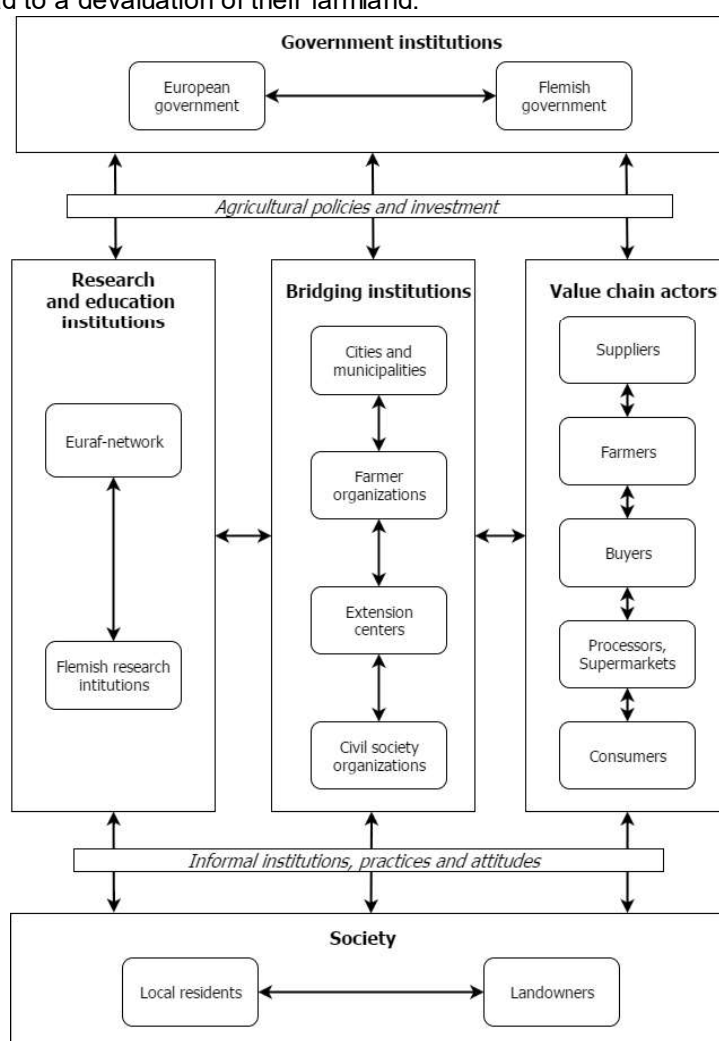 to a devaluation of their farmland.
Government institutions
European
government
Flemish
government
Agricultural policies and investment
Research
and education
institutions
Euraf-network
Flemish research
intitutions
Bridging institutions
Cities and
municipalities
Farmer
organizations
Extension
centers
Civil society
organizations
Value chain actors
Suppliers
Farmers
Buyers
Processors,
Supermarkets
Consumers
Informal institutions, practices and attitudes
Society
Local residents
Landowners